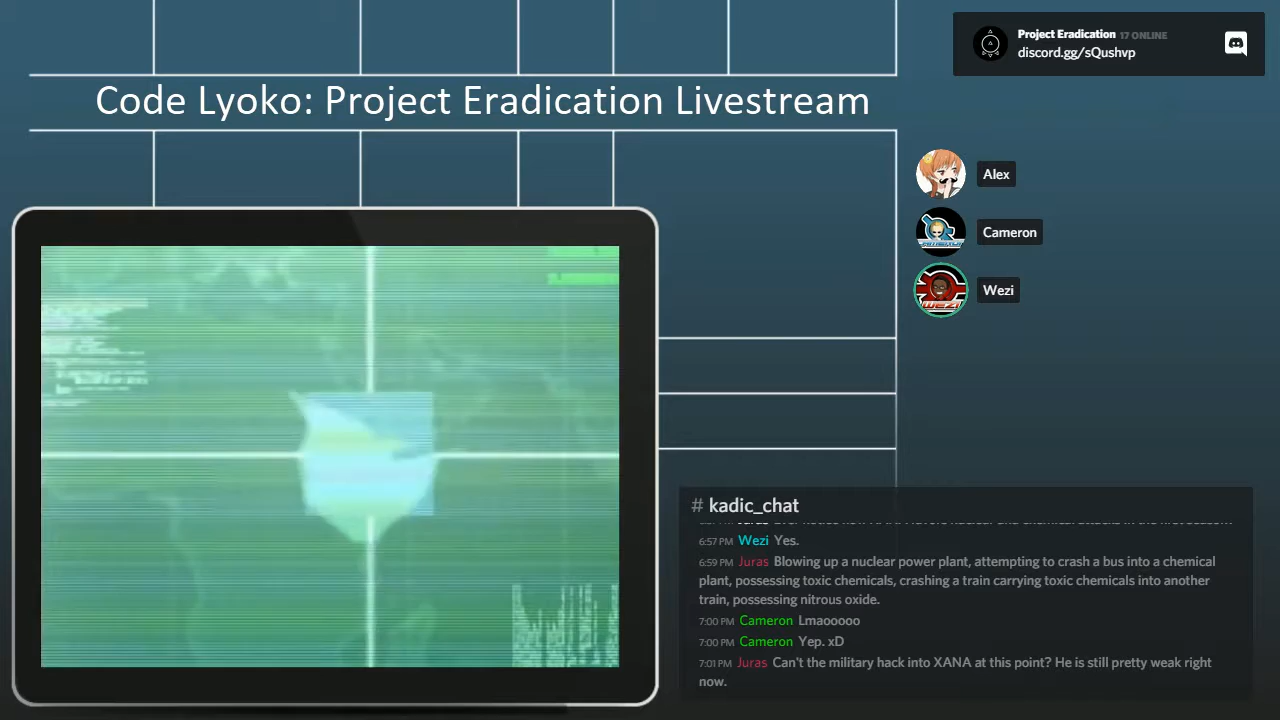 Project Eradication 17 ONLINE
discord.gg/sQushvp
Code Lyoko: Project Eradication Livestream
Alex
Cameron
Wezi
WEZI
# kadic_chat
6:57 PM Wezi Yes.
6:59 PM Juras Blowing up a nuclear power plant, attempting to crash a bus into a chemical
plant, possessing toxic chemicals, crashing a train carrying toxic chemicals into another
train, possessing nitrous oxide.
7:00 PM Cameron Lmaooooo
7:00 PM Cameron Yep. xD
7:01 PM Juras Can't the military hack into XANA at this point? He is still pretty weak right
now.